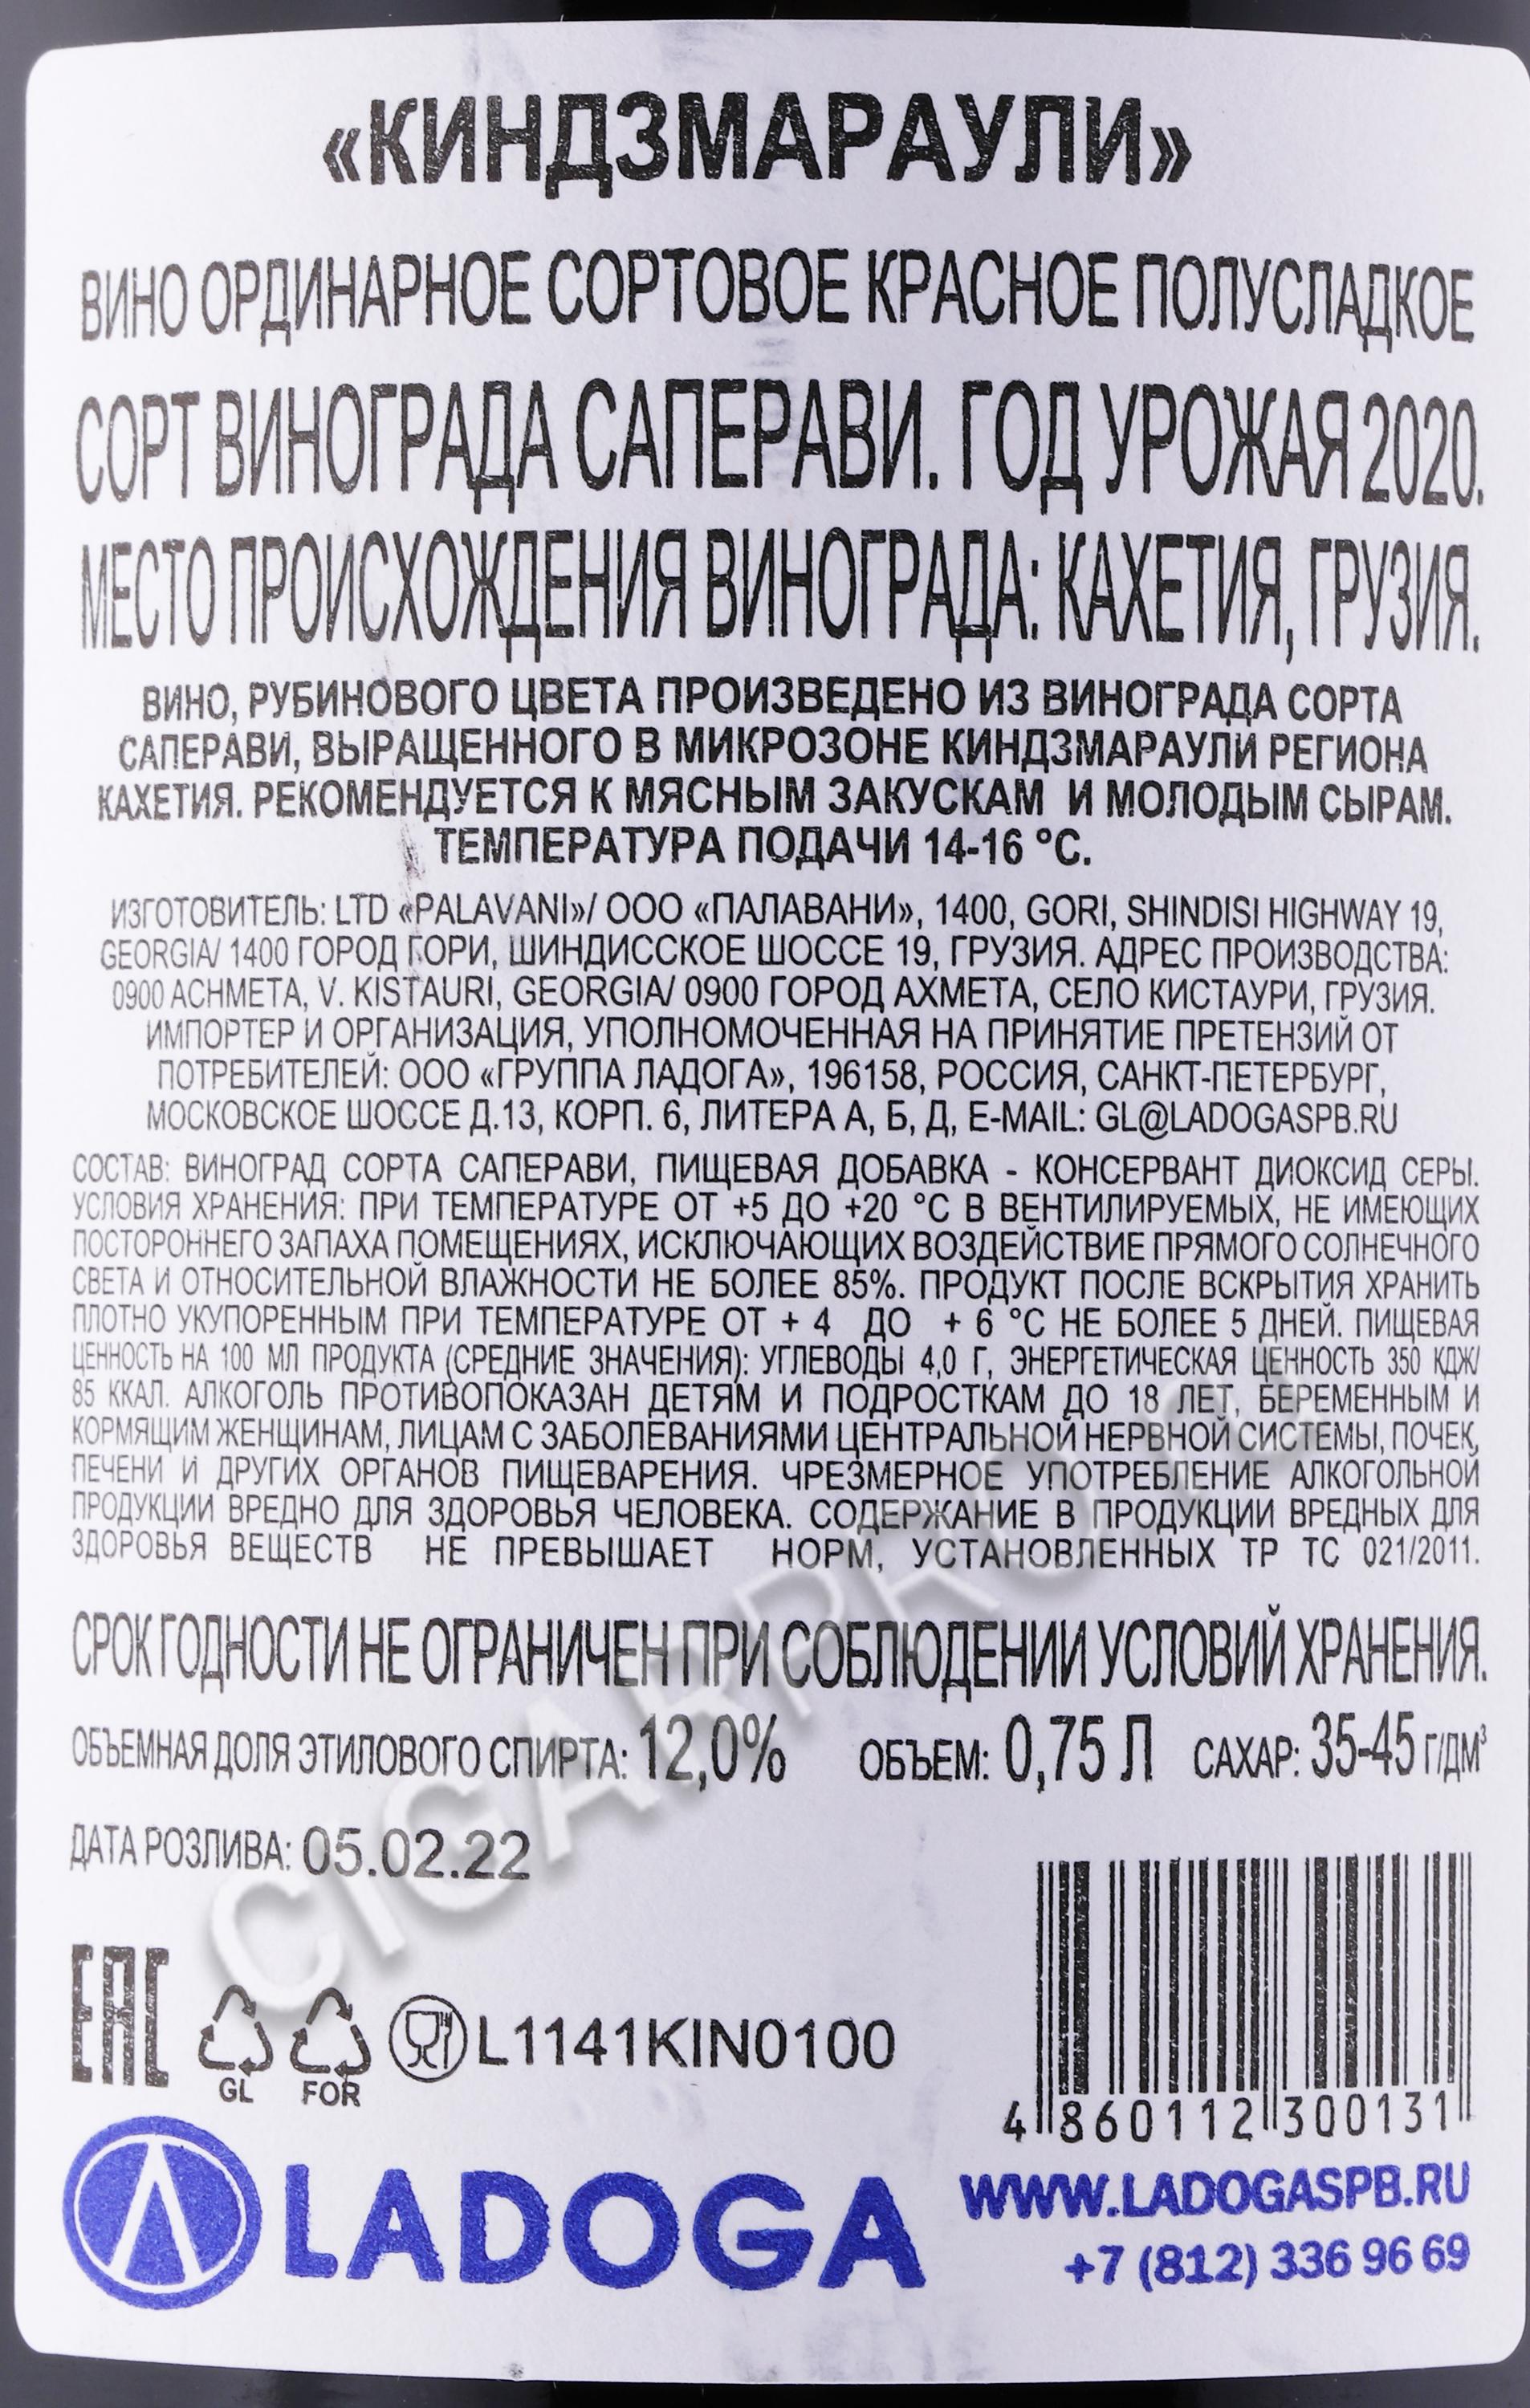 «КИНДЗМАРАУЛИ»
ВИНО ОРДИНАРНОЕ СОРТОВОЕ КРАСНОЕ ПОЛУСЛАДКОЕ
СОРТ ВИНОГРАДА САПЕРАВИ. ГОД УРОЖАЯ 2020.
МЕСТО ПРОИСХОЖДЕНИЯ ВИНОГРАДА: КАХЕТИЯ, ГРУЗИЯ.
ВИНО, РУБИНОВОГО ЦВЕТА ПРОИЗВЕДЕНО ИЗ ВИНОГРАДА СОРТА
САПЕРАВИ, ВЫРАЩЕННОГО В МИКРОЗОНЕ КИНДЗМАРАУЛИ РЕГИОНА
КАХЕТИЯ. РЕКОМЕНДУЕТСЯ К МЯСНЫМ ЗАКУСКАМ И МОЛОДЫМ СЫРАМ.
ТЕМПЕРАТУРА ПОДАЧИ 14-16 °С.
ИЗГОТОВИТЕЛЬ: LTD «PALAVANI»/ ООО «ПАЛАВАНИ», 1400, GORI, SHINDISI HIGHWAY 19,
GEORGIA/ 1400 ГОРОД ГОРИ, ШИНДИССКОЕ ШОССЕ 19, ГРУЗИЯ. АДРЕС ПРОИЗВОДСТВА:
0900 ACHMETA, V. KISTAURI, GEORGIA/ 0900 ГОРОД АХМЕТА, СЕЛО КИСТАУРИ, ГРУЗИЯ.
ИМПОРТЕР И ОРГАНИЗАЦИЯ, УПОЛНОМОЧЕННАЯ НА ПРИНЯТИЕ ПРЕТЕНЗИЙ ОТ
ПОТРЕБИТЕЛЕЙ: ООО «ГРУППА ЛАДОГА», 196158, РОССИЯ, САНКТ-ПЕТЕРБУРГ,
МОСКОВСКОЕ ШОССЕ Д.13, КОРП. 6, ЛИТЕРА А, Б, Д, E-MAIL: GL@LADOGASPB.RU
СОСТАВ: ВИНОГРАД СОРТА САПЕРАВИ, ПИЩЕВАЯ ДОБАВКА - КОНСЕРВАНТ ДИОКСИД СЕРЫ.
УСЛОВИЯ ХРАНЕНИЯ: ПРИ ТЕМПЕРАТУРЕ ОТ +5 ДО +20 °С В ВЕНТИЛИРУЕМЫХ, НЕ ИМЕЮЩИХ
ПОСТОРОННЕГО ЗАПАХА ПОМЕЩЕНИЯХ, ИСКЛЮЧАЮЩИХ ВОЗДЕЙСТВИЕ ПРЯМОГО СОЛНЕЧНОГО
СВЕТА И ОТНОСИТЕЛЬНОЙ ВЛАЖНОСТИ НЕ БОЛЕЕ 85%. ПРОДУКТ ПОСЛЕ ВСКРЫТИЯ ХРАНИТЬ
ПЛОТНО УКУПОРЕННЫМ ПРИ ТЕМПЕРАТУРЕ ОТ + 4 ДО + 6 °С НЕ БОЛЕЕ 5 ДНЕЙ. ПИЩЕВАЯ
ЦЕННОСТЬ НА 100 МЛ ПРОДУКТА (СРЕДНИЕ ЗНАЧЕНИЯ): УГЛЕВОДЫ 4,0 Г, ЭНЕРГЕТИЧЕСКАЯ ЦЕННОСТЬ 350 КДЖ/
85 ККАЛ. АЛКОГОЛЬ ПРОТИВОПОКАЗАН ДЕТЯМ И ПОДРОСТКАМ ДО 18 ЛЕТ, БЕРЕМЕННЫМ И
КОРМЯЩИМ ЖЕНЩИНАМ, ЛИЦАМ С ЗАБОЛЕВАНИЯМИ ЦЕНТРАЛЬНОЙ НЕРВНОЙ СИСТЕМЫ, ПОЧЕК,
ПЕЧЕНИ И ДРУГИХ ОРГАНОВ ПИЩЕВАРЕНИЯ. ЧРЕЗМЕРНОЕ УПОТРЕБЛЕНИЕ АЛКОГОЛЬНОЙ
ПРОДУКЦИИ ВРЕДНО ДЛЯ ЗДОРОВЬЯ ЧЕЛОВЕКА. СОДЕРЖАНИЕ В ПРОДУКЦИИ ВРЕДНЫХ ДЛЯ
ЗДОРОВЬЯ ВЕЩЕСТВ НЕ ПРЕВЫШАЕТ НОРМ, УСТАНОВЛЕННЫХ ТР ТС 021/2011.
СРОК ГОДНОСТИ НЕ ОГРАНИЧЕН ПРИ СОБЛЮДЕНИИ УСЛОВИЙ ХРАНЕНИЯ.
ОБЪЕМНАЯ ДОЛЯ ЭТИЛОВОГО СПИРТА: 12,0% ОБЪЕМ: 0,75 Л САХАР: 35-45 Г/ДМ³
ДАТА РОЗЛИВА: 05.02.22
EAC
GL FOR
L1141KIN0100
4 860112 300131
LADOGA
WWW.LADOGASPB.RU
+7 (812) 336 96 69
CIGARPRO.ru